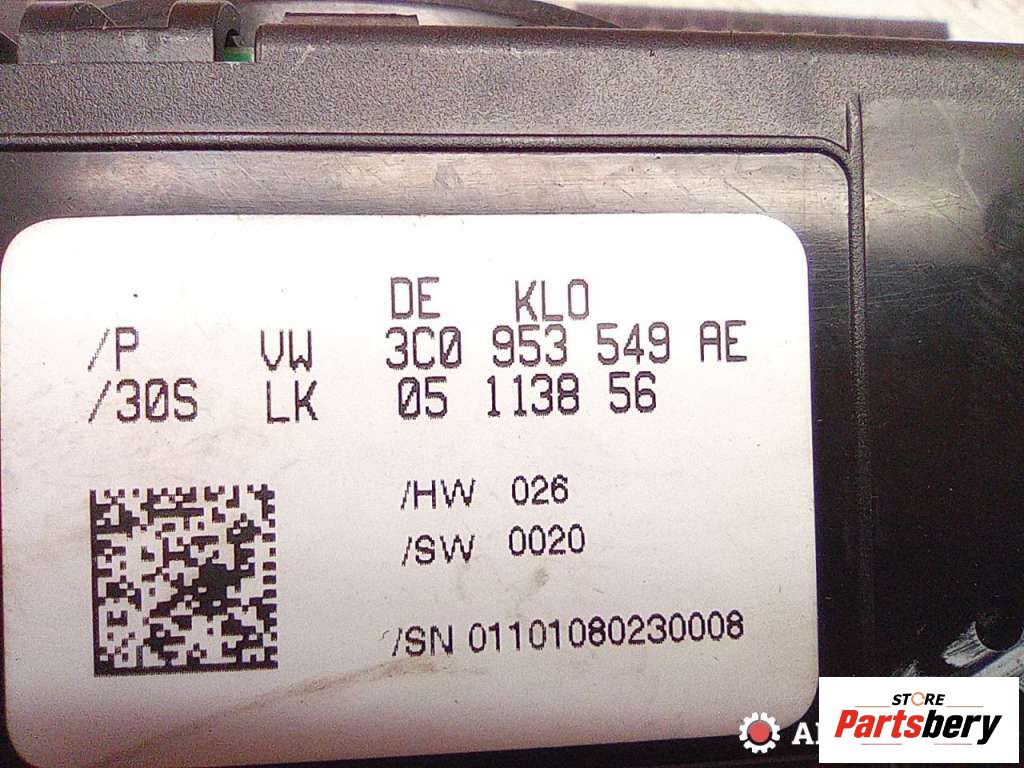 DE KLO
/P VW 3C0 953 549 AE
/30S LK 05 1138 56
/HW 026
/SW 0020
/SN 01101080230008
STORE
Partsbery